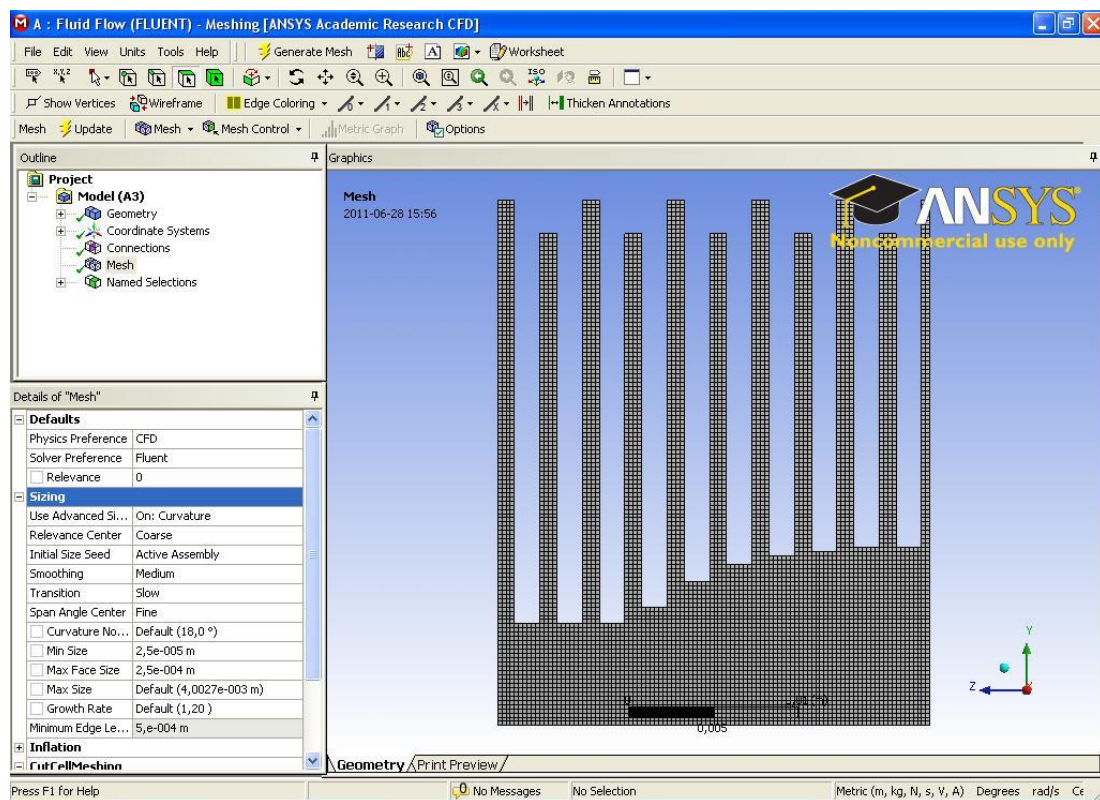 A : Fluid Flow (FLUENT) - Meshing [ANSYS Academic Research CFD]
File Edit View Units Tools Help Generate Mesh A Worksheet
ISO
Show Vertices Wireframe Edge Coloring Thicken Annotations
Mesh Update Mesh Mesh Control Metric Graph Options
Outline
Project
Model (A3)
Geometry
Coordinate Systems
Connections
Mesh
Named Selections
Details of "Mesh"
Defaults
Physics Preference CFD
Solver Preference Fluent
Relevance 0
Sizing
Use Advanced Si... On: Curvature
Relevance Center Coarse
Initial Size Seed Active Assembly
Smoothing Medium
Transition Slow
Span Angle Center Fine
Curvature No... Default (18,0 °)
Min Size 2,5e-005 m
Max Face Size 2,5e-004 m
Max Size Default (4,0027e-003 m)
Growth Rate Default (1,20 )
Minimum Edge Le... 5,e-004 m
Inflation
CutCellMeshing
Graphics
Mesh
2011-06-28 15:56
ANSYS
Noncommercial use only
Y
Z
0,005
Geometry Print Preview
Press F1 for Help
0 No Messages
No Selection
Metric (m, kg, N, s, V, A) Degrees rad/s Ce